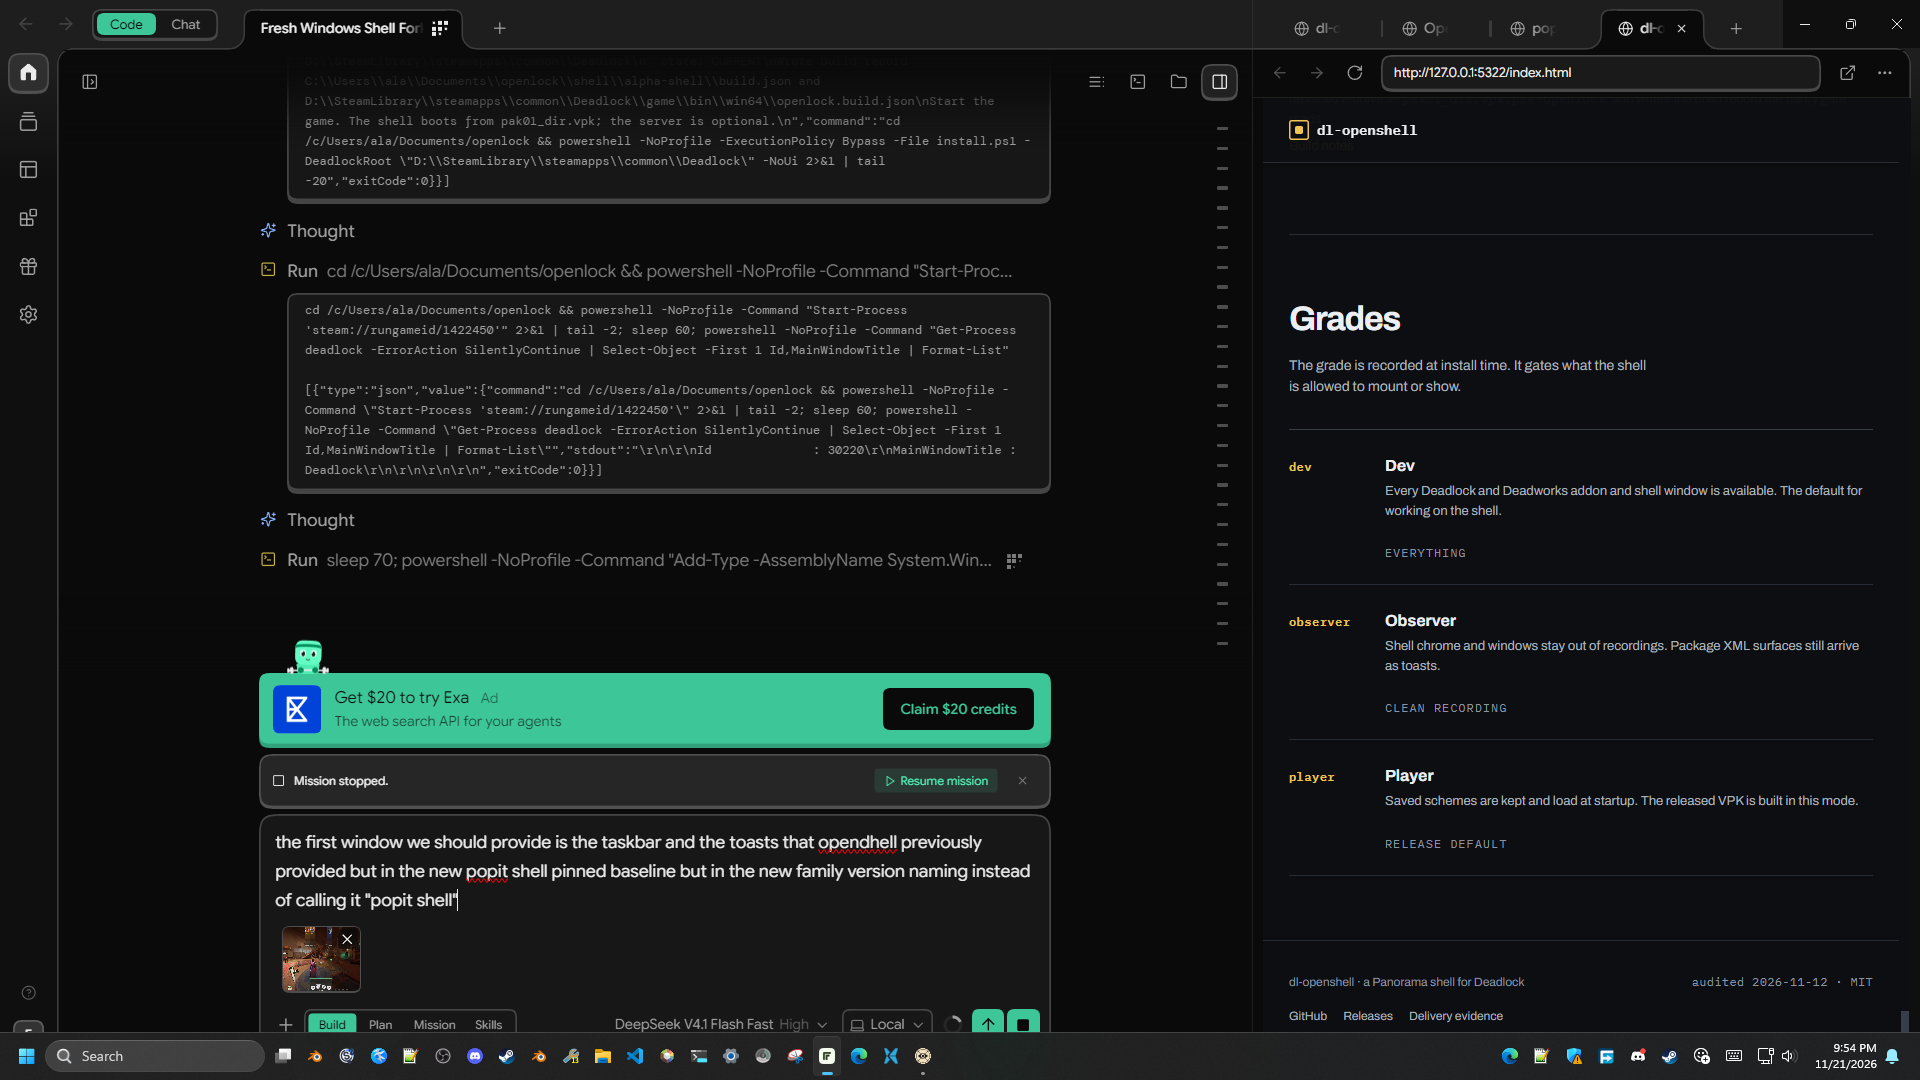 Code
Chat
Fresh Windows Shell For
C:\\Users\\ala\\Documents\\openlock\\shell\\alpha-shell\\build.json and
D:\\SteamLibrary\\steamapps\\common\\Deadlock\\game\\bin\\win64\\openlock.build.json\nStart the
game. The shell boots from pak01_dir.vpk; the server is optional.\n","command":"cd
/c/Users/ala/Documents/openlock && powershell -NoProfile -ExecutionPolicy Bypass -File install.ps1 -
DeadlockRoot \"D:\\SteamLibrary\\steamapps\\common\\Deadlock\" -NoUi 2>&1 | tail
-20","exitCode":0}}]
Thought
Run cd /c/Users/ala/Documents/openlock && powershell -NoProfile -Command "Start-Proc...
cd /c/Users/ala/Documents/openlock && powershell -NoProfile -Command "Start-Process
'steam://rungameid/1422450'" 2>&1 | tail -2; sleep 60; powershell -NoProfile -Command "Get-Process
deadlock -ErrorAction SilentlyContinue | Select-Object -First 1 Id,MainWindowTitle | Format-List"
[{"type":"json","value":{"command":"cd /c/Users/ala/Documents/openlock && powershell -NoProfile -
Command \"Start-Process 'steam://rungameid/1422450'\" 2>&1 | tail -2; sleep 60; powershell -
NoProfile -Command \"Get-Process deadlock -ErrorAction SilentlyContinue | Select-Object -First 1
Id,MainWindowTitle | Format-List\"","stdout":"\r\n\r\nId : 30220\r\nMainWindowTitle :
Deadlock\r\n\r\n\r\n\r\n","exitCode":0}}]
Thought
Run sleep 70; powershell -NoProfile -Command "Add-Type -AssemblyName System.Win...
Get $20 to try Exa Ad
The web search API for your agents
Claim $20 credits
Mission stopped.
Resume mission
the first window we should provide is the taskbar and the toasts that opendhell previously
provided but in the new popit shell pinned baseline but in the new family version naming instead
of calling it "popit shell"
Build
Plan
Mission
Skills
DeepSeek V4.1 Flash Fast High
Local
dl-o
Ope
pop
dl-o
http://127.0.0.1:5322/index.html
dl-openshell
Grades
The grade is recorded at install time. It gates what the shell
is allowed to mount or show.
dev
Dev
Every Deadlock and Deadworks addon and shell window is available. The default for
working on the shell.
EVERYTHING
observer
Observer
Shell chrome and windows stay out of recordings. Package XML surfaces still arrive
as toasts.
CLEAN RECORDING
player
Player
Saved schemes are kept and load at startup. The released VPK is built in this mode.
RELEASE DEFAULT
dl-openshell · a Panorama shell for Deadlock
audited 2026-11-12 · MIT
GitHub
Releases
Delivery evidence
Search
9:54 PM
11/21/2026